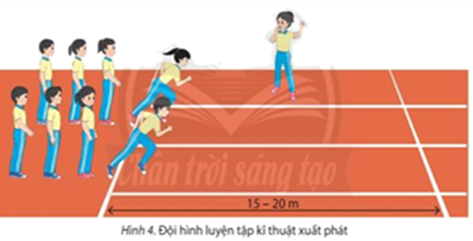 Chân trời sáng tạo
15 – 20 m
Hình 4. Đội hình luyện tập kĩ thuật xuất phát